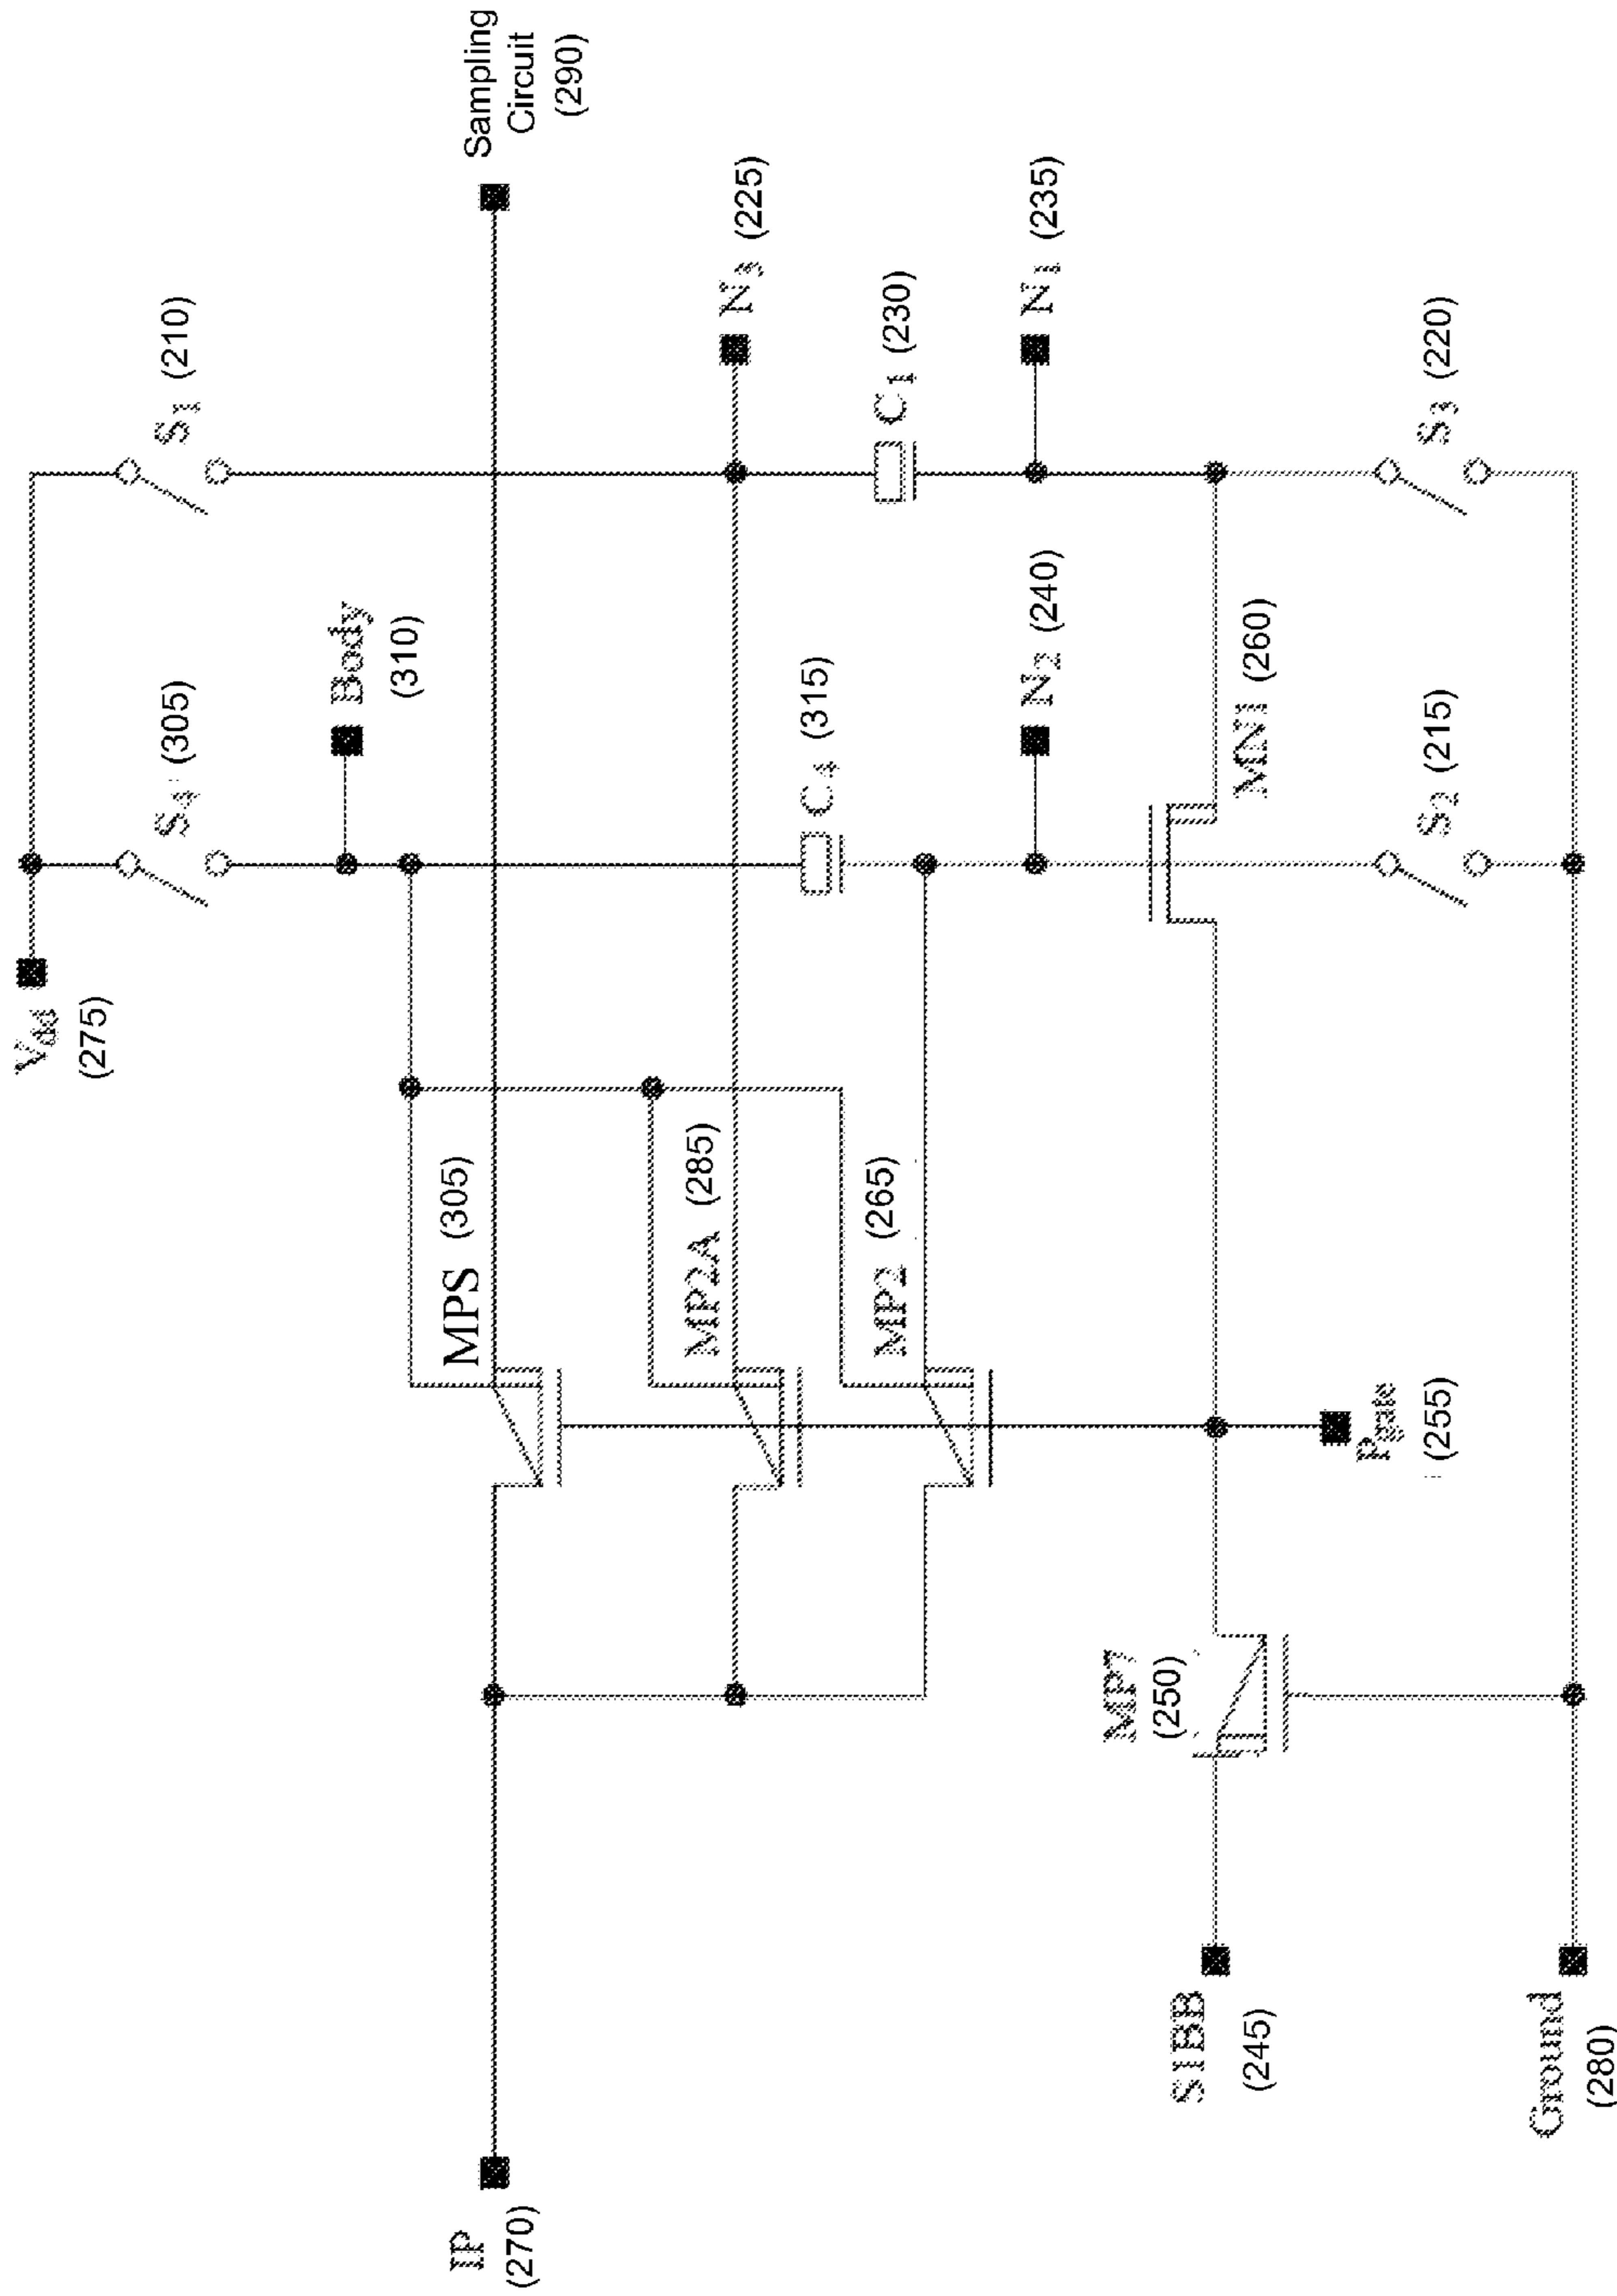 Vdd
(275)
S4 (305)
S1 (210)
Body
(310)
MPS (305)
IP
(270)
Sampling
Circuit
(290)
MP2A (285)
N3 (225)
C4 (315)
MP2 (265)
C1 (230)
N2 (240)
N1 (235)
MP7
(250)
S1BB
(245)
MN1 (260)
Pgate
(255)
S2 (215)
S3 (220)
Ground
(280)